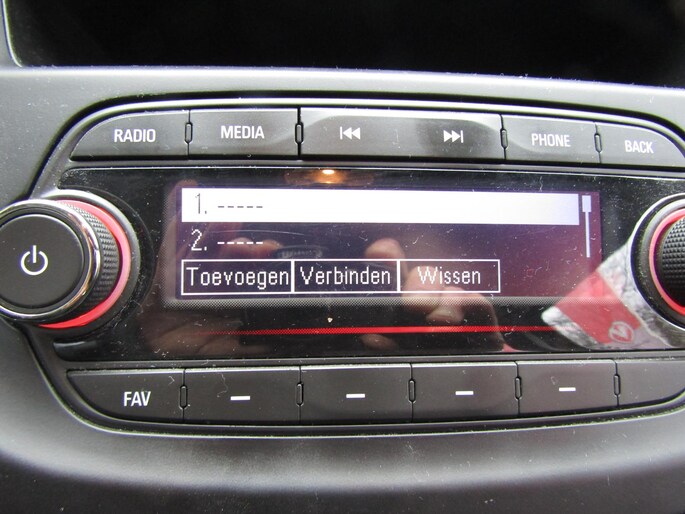 RADIO MEDIA PHONE BACK
1. -----
2. -----
Toevoegen Verbinden Wissen
FAV